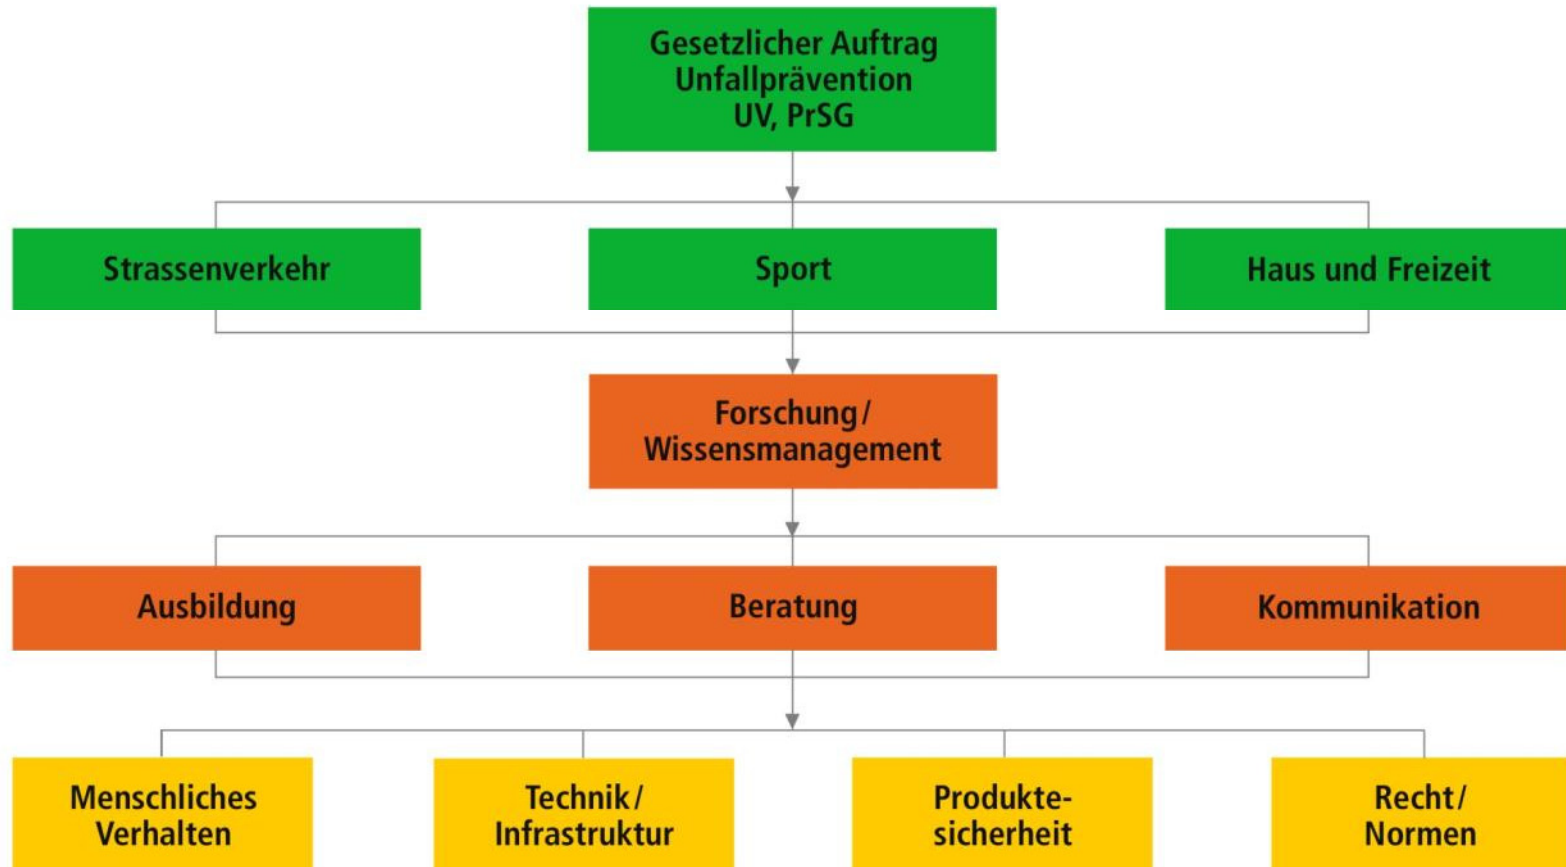 Gesetzlicher Auftrag
Unfallprävention
UV, PrSG
Strassenverkehr
Sport
Haus und Freizeit
Forschung/
Wissensmanagement
Ausbildung
Beratung
Kommunikation
Menschliches
Verhalten
Technik/
Infrastruktur
Produkte-
sicherheit
Recht/
Normen